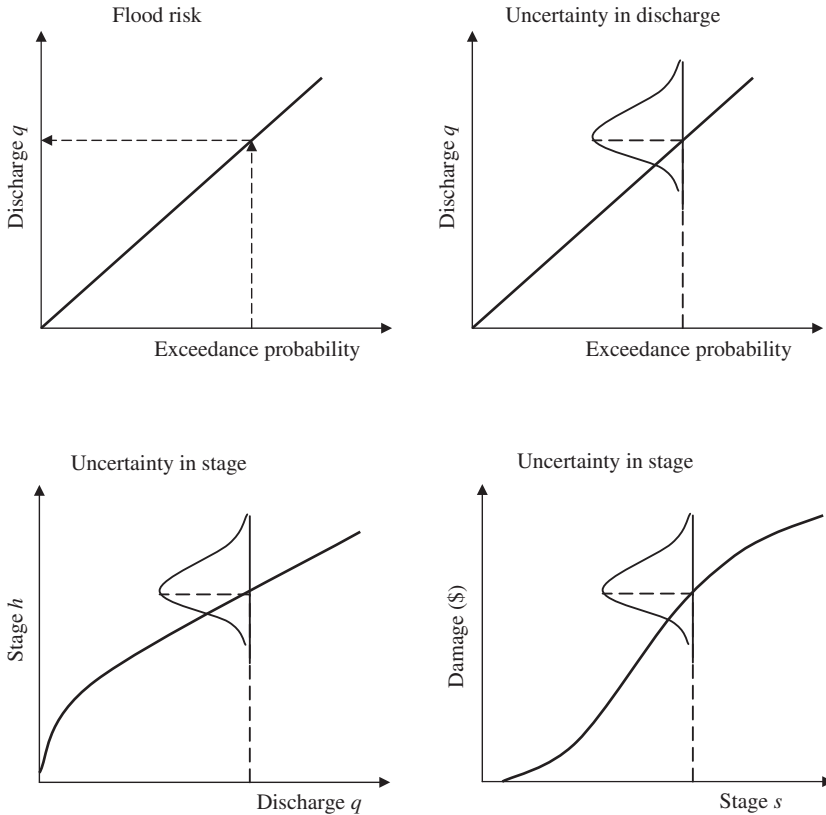 Flood risk
Discharge q
Exceedance probability
Uncertainty in discharge
Discharge q
Exceedance probability
Uncertainty in stage
Stage h
Discharge q
Uncertainty in stage
Damage ($)
Stage s